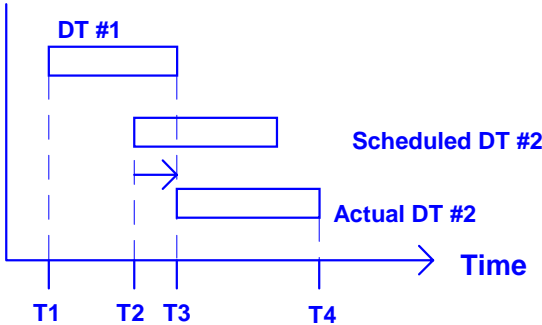 DT #1
Scheduled DT #2
Actual DT #2
Time
T1 T2 T3 T4